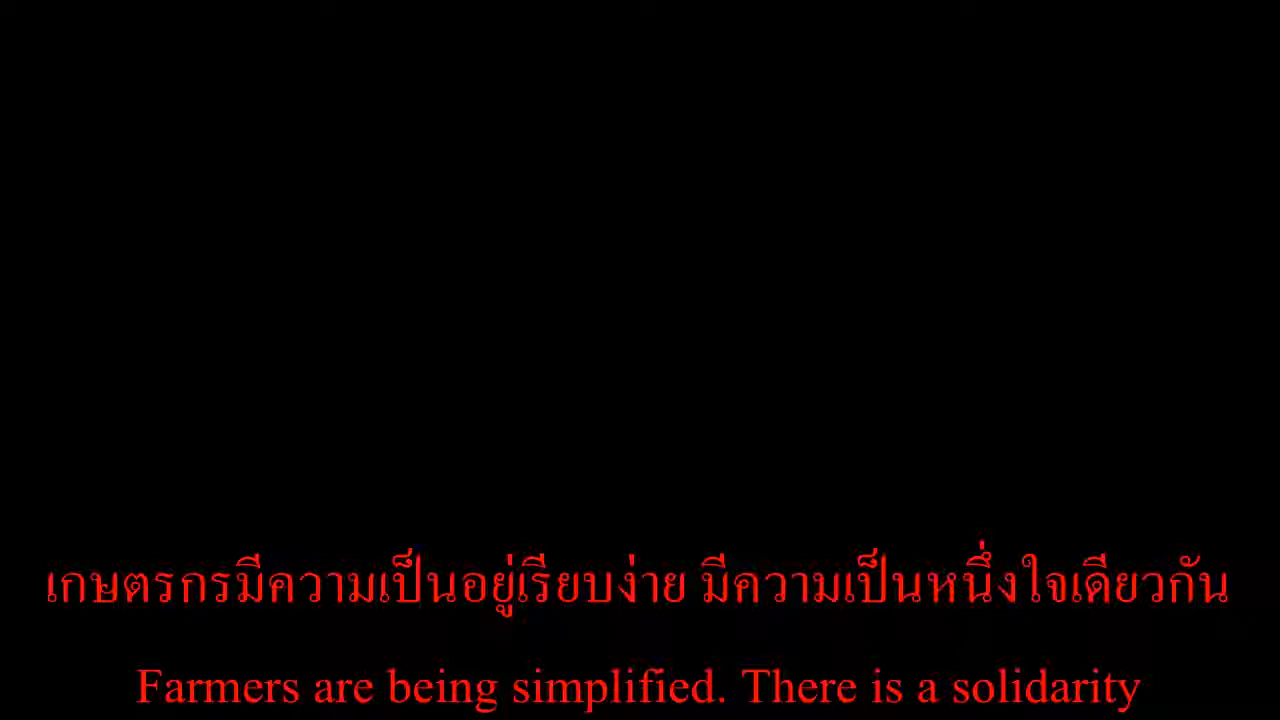 เกษตรกรมีความเป็นอยู่เรียบง่าย มีความเป็นหนึ่งใจเดียวกัน
Farmers are being simplified. There is a solidarity